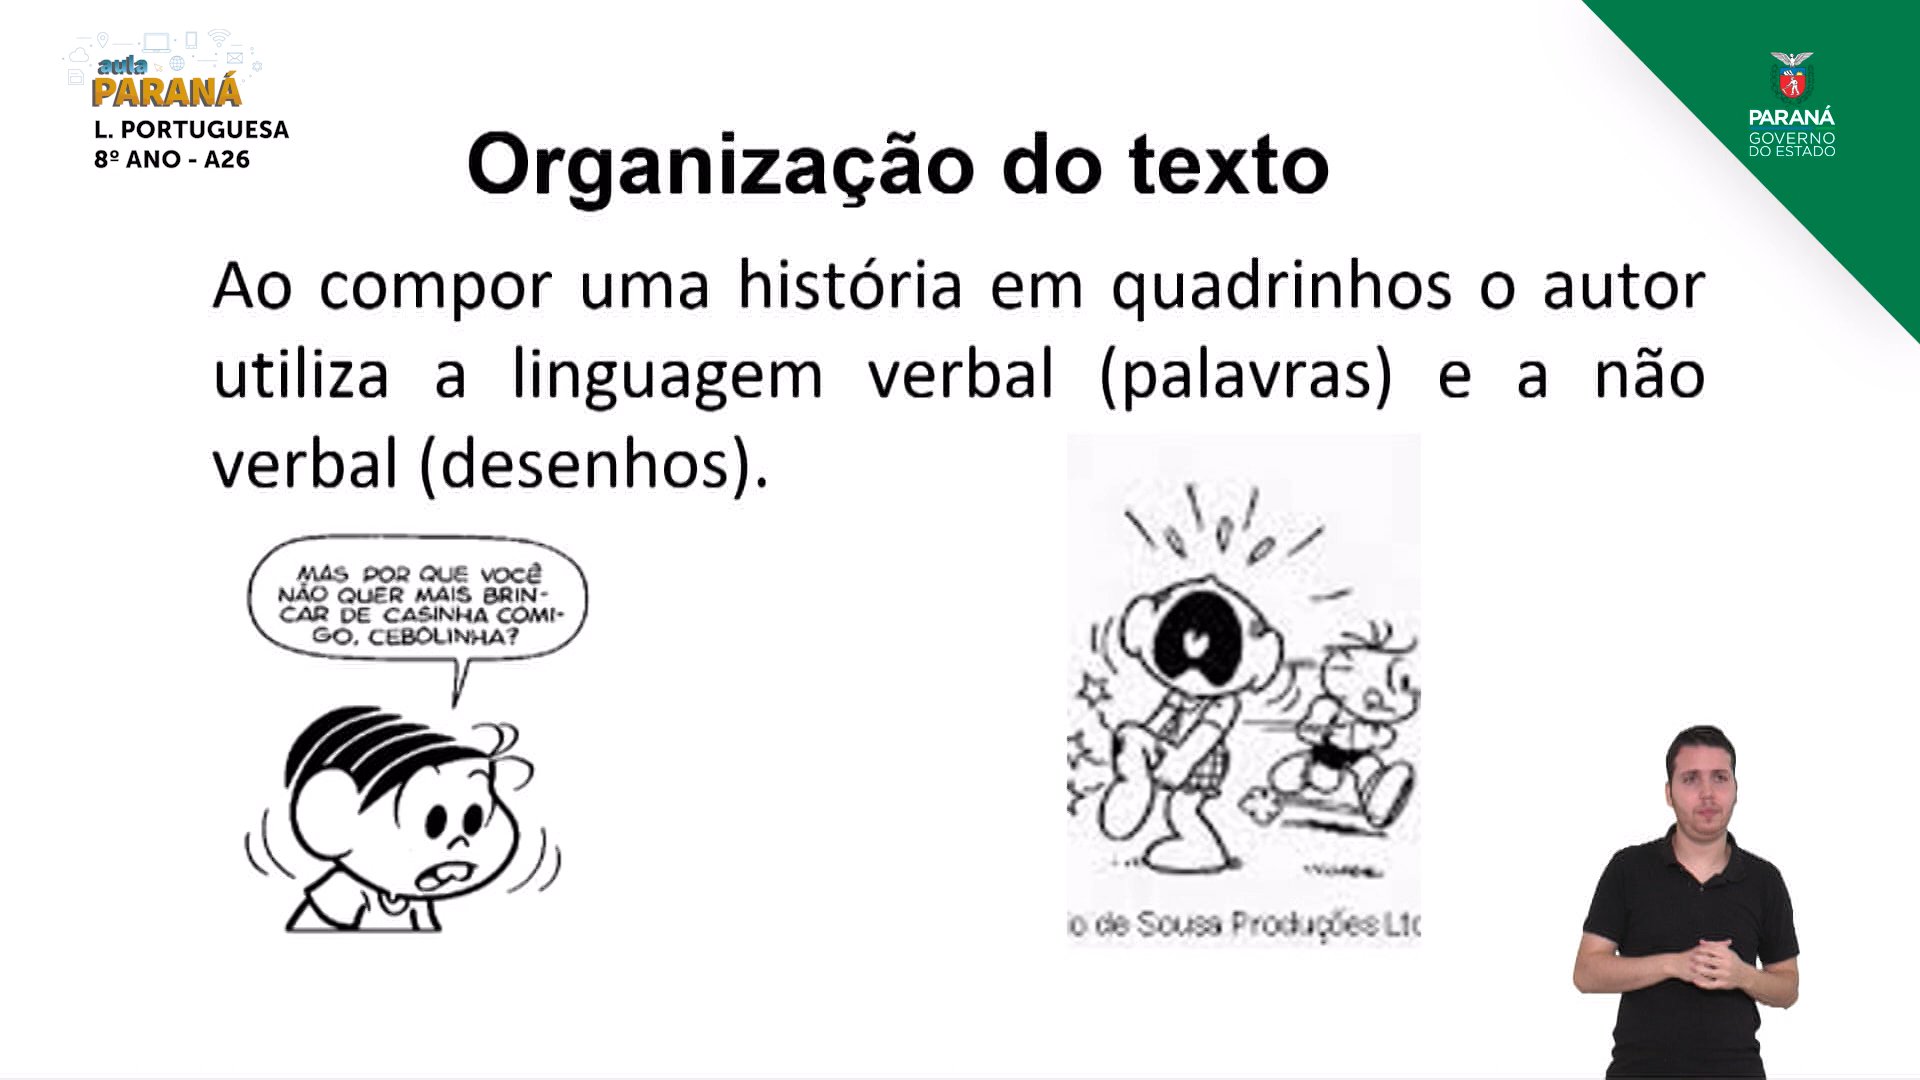 aula
PARANÁ
L. PORTUGUESA
8º ANO - A26
PARANÁ
GOVERNO
DO ESTADO
Organização do texto
Ao compor uma história em quadrinhos o autor
utiliza a linguagem verbal (palavras) e a não
verbal (desenhos).
MAS POR QUE VOCÊ
NÃO QUER MAIS BRIN-
CAR DE CASINHA COMI-
GO, CEBOLINHA?
de Sousa Produções